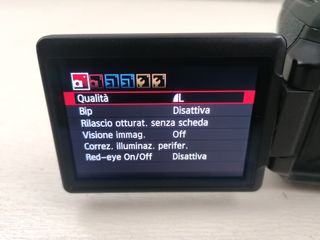 Qualità L
Bip Disattiva
Rilascio otturat. senza scheda
Visione immag. Off
Correz. illuminaz. perifer.
Red-eye On/Off Disattiva